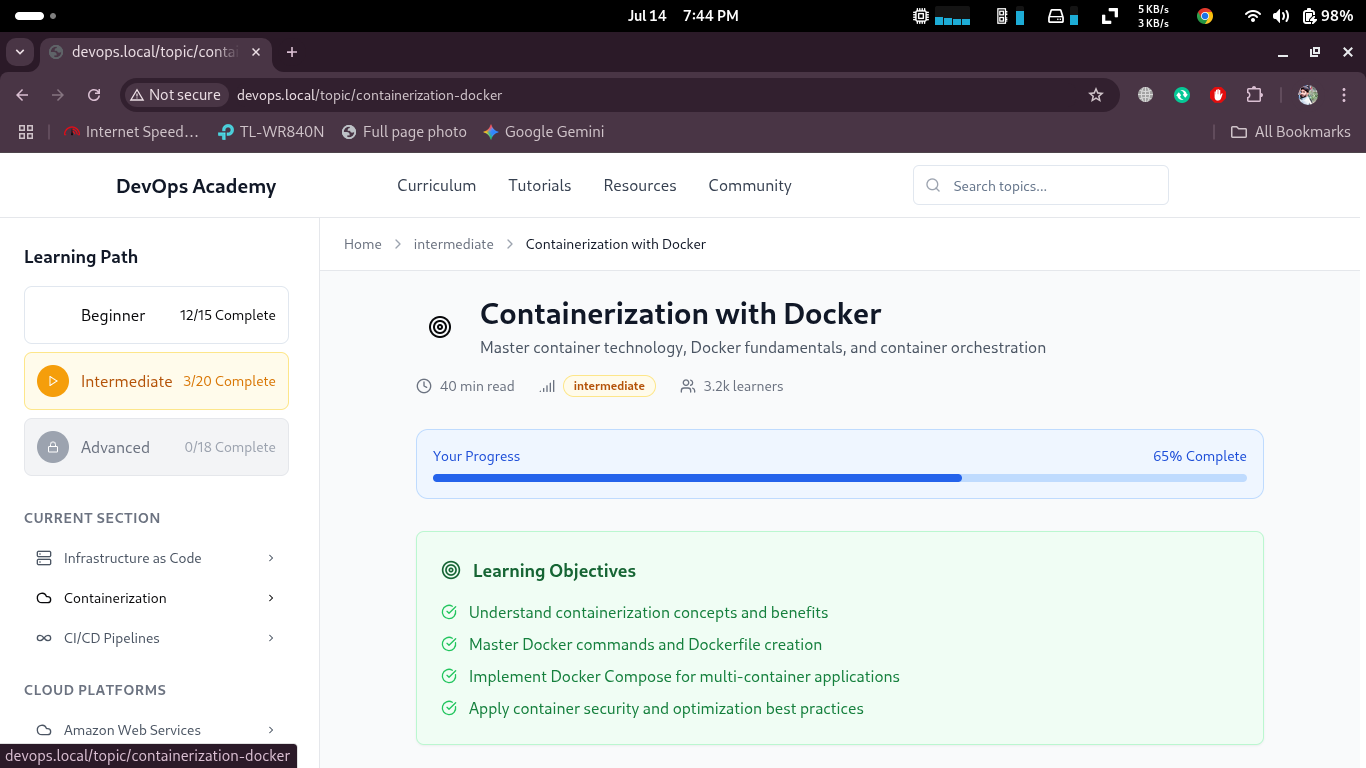 Jul 14 7:44 PM
5 KB/s
3 KB/s
98%
devops.local/topic/conta
Not secure devops.local/topic/containerization-docker
Internet Speed… TL-WR840N Full page photo Google Gemini All Bookmarks
DevOps Academy Curriculum Tutorials Resources Community Search topics...
Learning Path
Beginner 12/15 Complete
Intermediate 3/20 Complete
Advanced 0/18 Complete
CURRENT SECTION
Infrastructure as Code
Containerization
CI/CD Pipelines
CLOUD PLATFORMS
Amazon Web Services
devops.local/topic/containerization-docker
Home intermediate Containerization with Docker
Containerization with Docker
Master container technology, Docker fundamentals, and container orchestration
40 min read intermediate 3.2k learners
Your Progress 65% Complete
Learning Objectives
Understand containerization concepts and benefits
Master Docker commands and Dockerfile creation
Implement Docker Compose for multi-container applications
Apply container security and optimization best practices